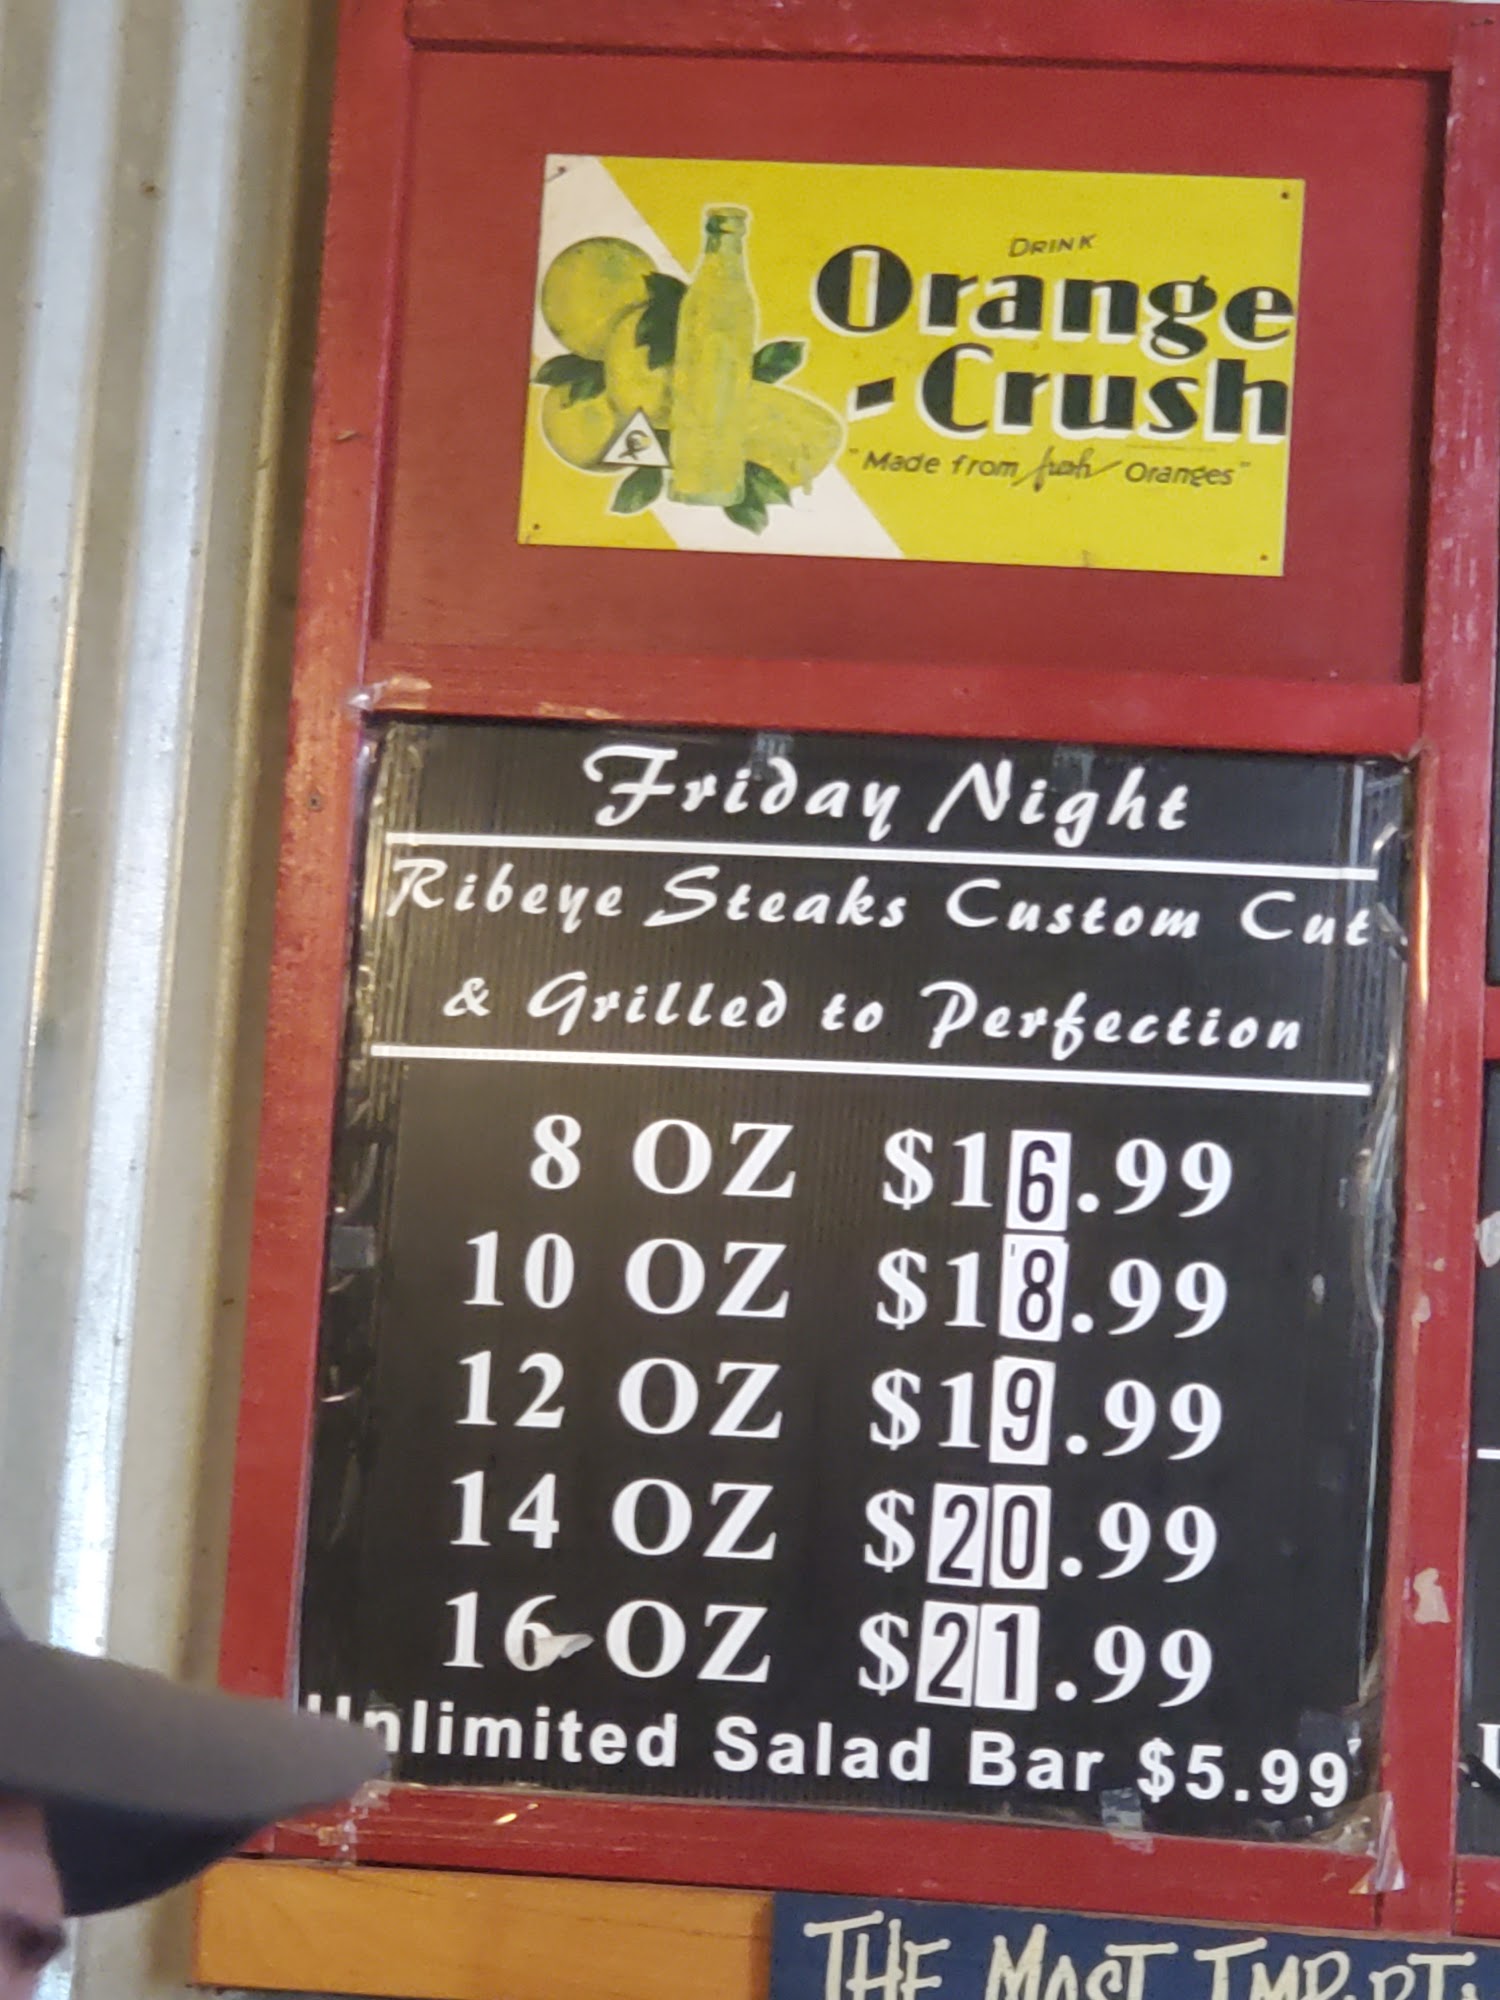 DRINK
Orange
-Crush
"Made from fresh Oranges"
Friday Night
Ribeye Steaks Custom Cut
& Grilled to Perfection
8 OZ $16.99
10 OZ $18.99
12 OZ $19.99
14 OZ $20.99
16 OZ $21.99
Unlimited Salad Bar $5.99
THE MOST